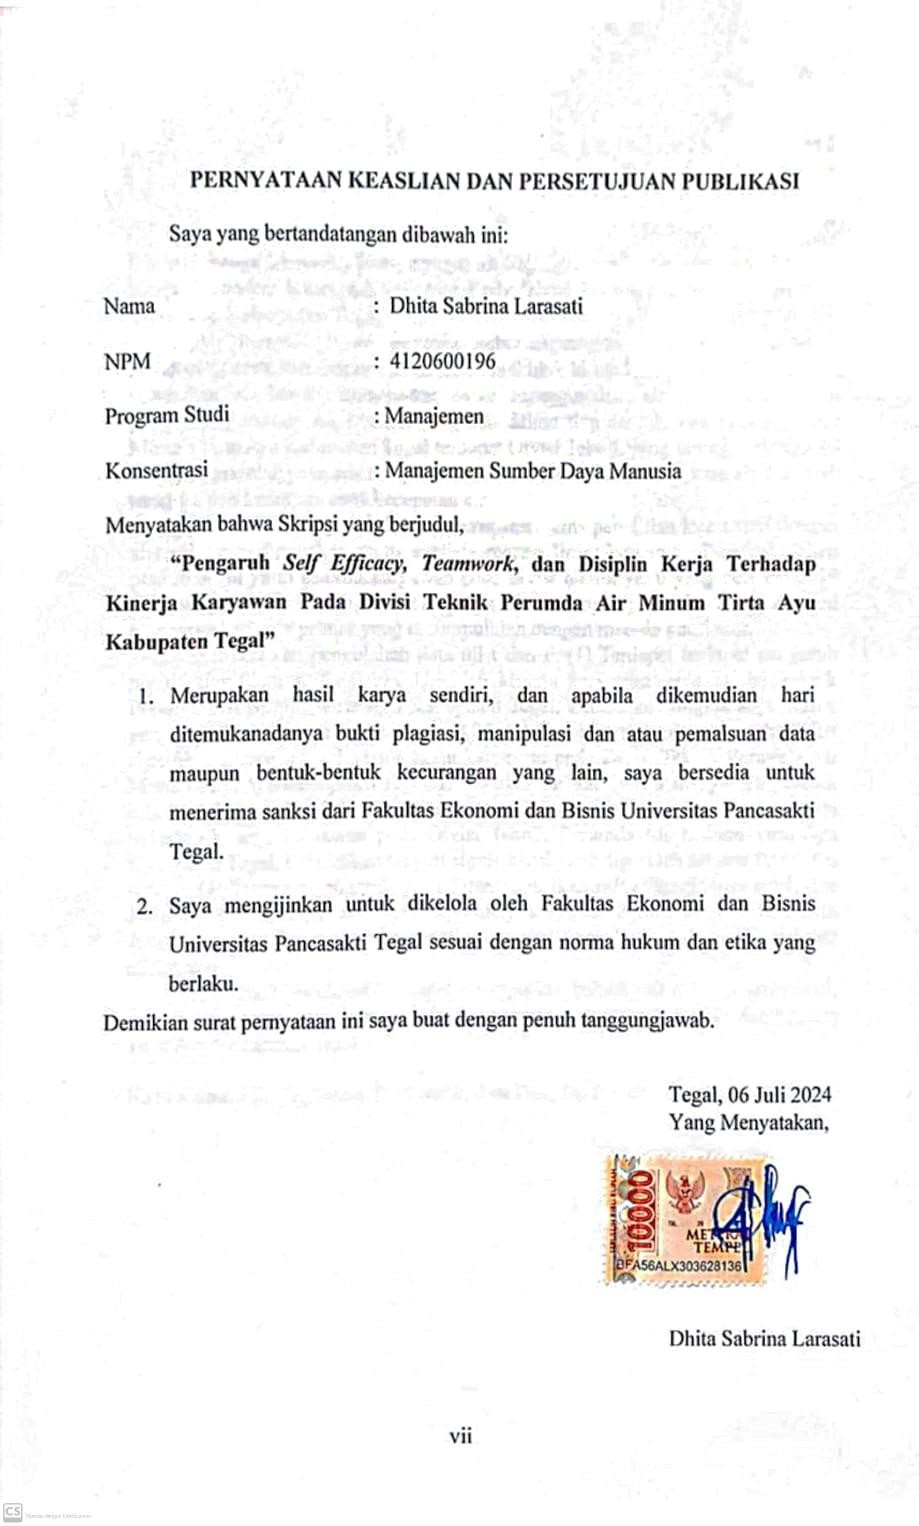 PERNYATAAN KEASLIAN DAN PERSETUJUAN PUBLIKASI
Saya yang bertandatangan dibawah ini:
Nama : Dhita Sabrina Larasati
NPM : 4120600196
Program Studi : Manajemen
Konsentrasi : Manajemen Sumber Daya Manusia
Menyatakan bahwa Skripsi yang berjudul,
“Pengaruh Self Efficacy, Teamwork, dan Disiplin Kerja Terhadap
Kinerja Karyawan Pada Divisi Teknik Perumda Air Minum Tirta Ayu
Kabupaten Tegal”
1. Merupakan hasil karya sendiri, dan apabila dikemudian hari
ditemukanadanya bukti plagiasi, manipulasi dan atau pemalsuan data
maupun bentuk-bentuk kecurangan yang lain, saya bersedia untuk
menerima sanksi dari Fakultas Ekonomi dan Bisnis Universitas Pancasakti
Tegal.
2. Saya mengijinkan untuk dikelola oleh Fakultas Ekonomi dan Bisnis
Universitas Pancasakti Tegal sesuai dengan norma hukum dan etika yang
berlaku.
Demikian surat pernyataan ini saya buat dengan penuh tanggungjawab.
Tegal, 06 Juli 2024
Yang Menyatakan,
10000
TEMPE
BFA56ALX303628136
Dhita Sabrina Larasati
vii
CS